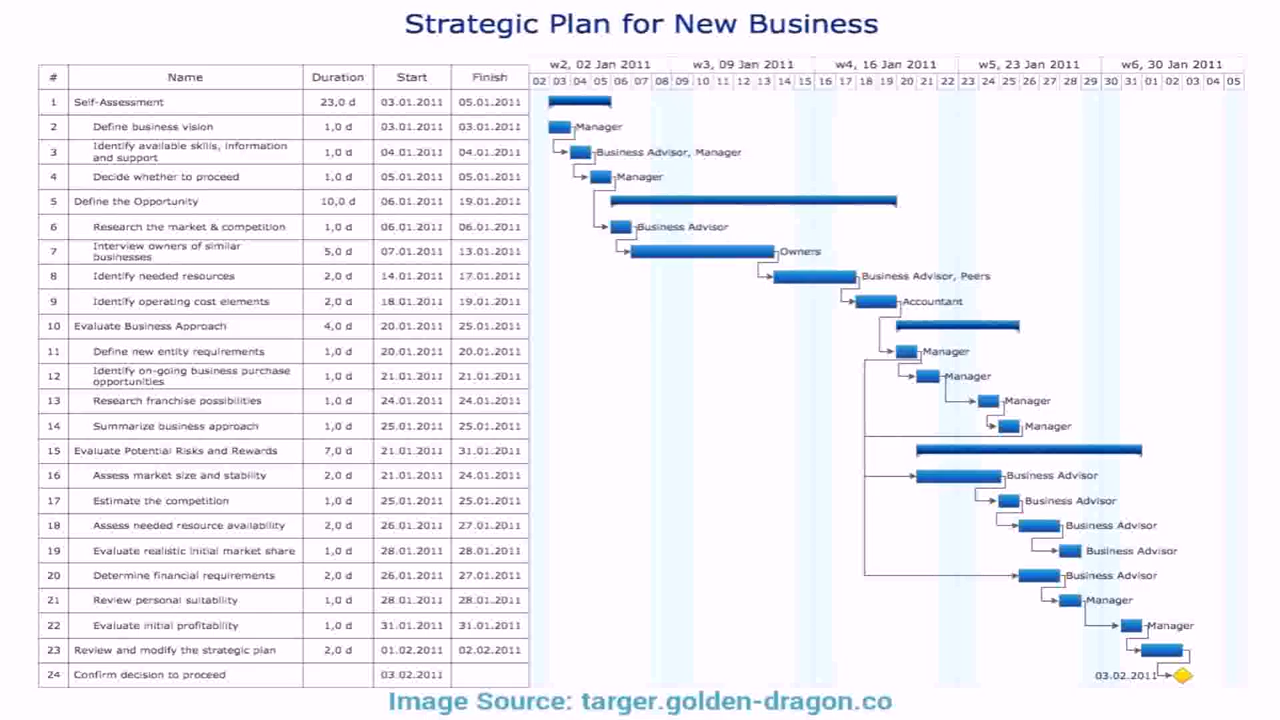 Strategic Plan for New Business
w2, 02 Jan 2011 w3, 09 Jan 2011 w4, 16 Jan 2011 w5, 23 Jan 2011 w6, 30 Jan 2011
# Name Duration Start Finish
02 03 04 05 06 07 08 09 10 11 12 13 14 15 16 17 18 19 20 21 22 23 24 25 26 27 28 29 30 31 01 02 03 04 05
1 Self-Assessment 23,0 d 03.01.2011 05.01.2011
2 Define business vision 1,0 d 03.01.2011 03.01.2011 Manager
3 Identify available skills, information
and support 1,0 d 04.01.2011 04.01.2011 Business Advisor, Manager
4 Decide whether to proceed 1,0 d 05.01.2011 05.01.2011 Manager
5 Define the Opportunity 10,0 d 06.01.2011 19.01.2011
6 Research the market & competition 1,0 d 06.01.2011 06.01.2011 Business Advisor
7 Interview owners of similar
businesses 5,0 d 07.01.2011 13.01.2011 Owners
8 Identify needed resources 2,0 d 14.01.2011 17.01.2011 Business Advisor, Peers
9 Identify operating cost elements 2,0 d 18.01.2011 19.01.2011 Accountant
10 Evaluate Business Approach 4,0 d 20.01.2011 25.01.2011
11 Define new entity requirements 1,0 d 20.01.2011 20.01.2011 Manager
12 Identify on-going business purchase
opportunities 1,0 d 21.01.2011 21.01.2011 Manager
13 Research franchise possibilities 1,0 d 24.01.2011 24.01.2011 Manager
14 Summarize business approach 1,0 d 25.01.2011 25.01.2011 Manager
15 Evaluate Potential Risks and Rewards 7,0 d 21.01.2011 31.01.2011
16 Assess market size and stability 2,0 d 21.01.2011 24.01.2011 Business Advisor
17 Estimate the competition 1,0 d 25.01.2011 25.01.2011 Business Advisor
18 Assess needed resource availability 2,0 d 26.01.2011 27.01.2011 Business Advisor
19 Evaluate realistic initial market share 1,0 d 28.01.2011 28.01.2011 Business Advisor
20 Determine financial requirements 2,0 d 26.01.2011 27.01.2011 Business Advisor
21 Review personal suitability 1,0 d 28.01.2011 28.01.2011 Manager
22 Evaluate initial profitability 1,0 d 31.01.2011 31.01.2011 Manager
23 Review and modify the strategic plan 2,0 d 01.02.2011 02.02.2011
24 Confirm decision to proceed 03.02.2011 03.02.2011
Image Source: targer.golden-dragon.co